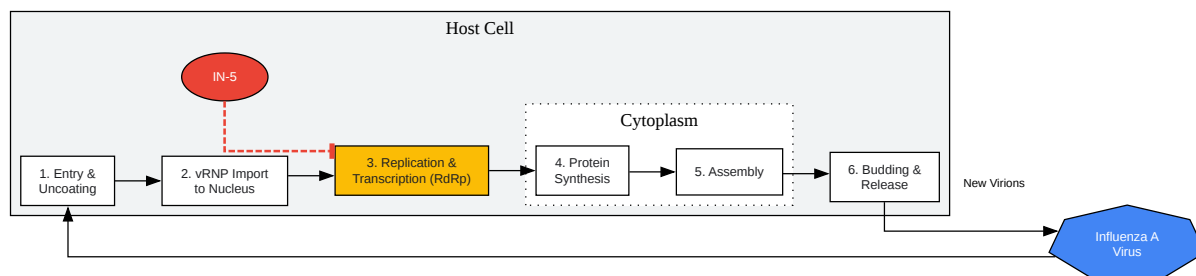 Host Cell
IN-5
Cytoplasm
1. Entry &
Uncoating
2. vRNP Import
to Nucleus
3. Replication &
Transcription (RdRp)
4. Protein
Synthesis
5. Assembly
6. Budding &
Release
New Virions
Influenza A
Virus